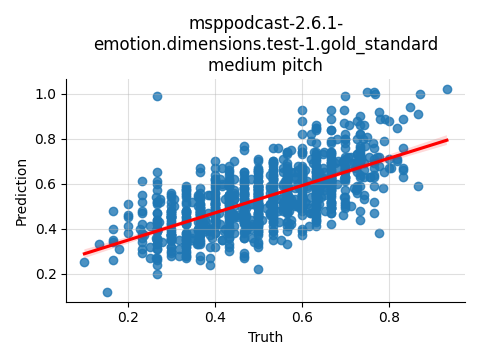 msppodcast-2.6.1-
emotion.dimensions.test-1.gold_standard
medium pitch
1.0
0.8
0.6
0.4
0.2
Prediction
0.2
0.4
0.6
0.8
Truth